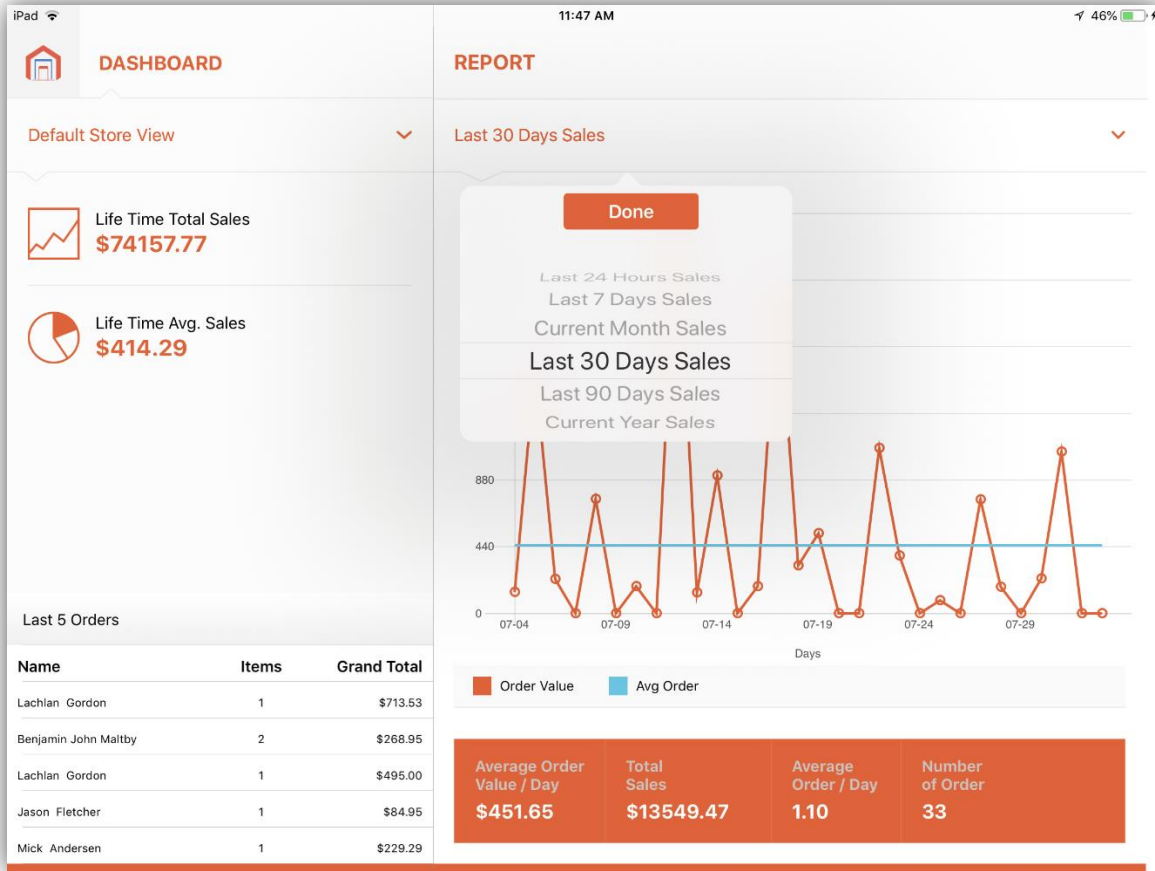 iPad 11:47 AM 46%
DASHBOARD
REPORT
Default Store View
Last 30 Days Sales
Life Time Total Sales
$74157.77
Life Time Avg. Sales
$414.29
Done
Last 24 Hours Sales
Last 7 Days Sales
Current Month Sales
Last 30 Days Sales
Last 90 Days Sales
Current Year Sales
880
440
0
07-04 07-09 07-14 07-19 07-24 07-29
Days
Order Value Avg Order
Last 5 Orders
Name Items Grand Total
Lachlan Gordon 1 $713.53
Benjamin John Maltby 2 $268.95
Lachlan Gordon 1 $495.00
Jason Fletcher 1 $84.95
Mick Andersen 1 $229.29
Average Order Value / Day
$451.65
Total Sales
$13549.47
Average Order / Day
1.10
Number of Order
33